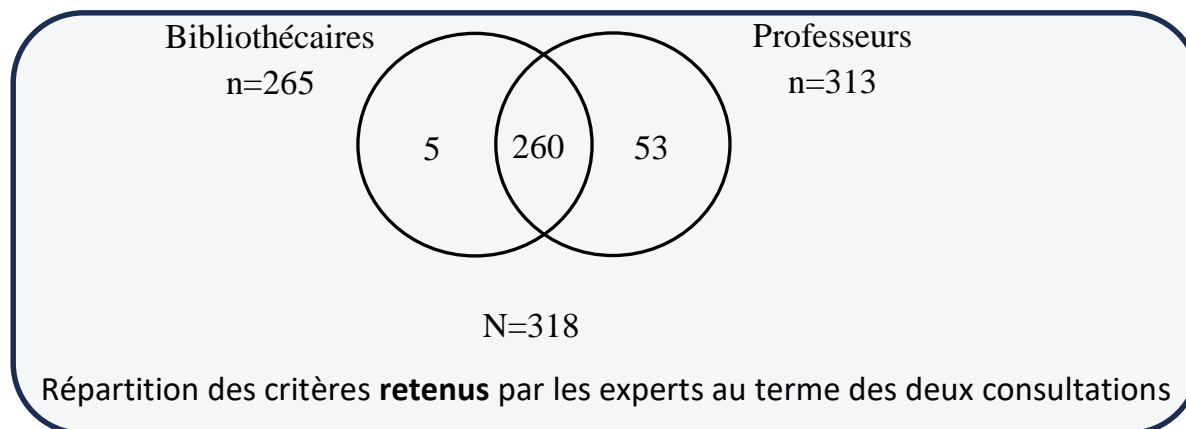 Bibliothécaires
n=265
Professeurs
n=313
5
260
53
N=318
Répartition des critères retenus par les experts au terme des deux consultations